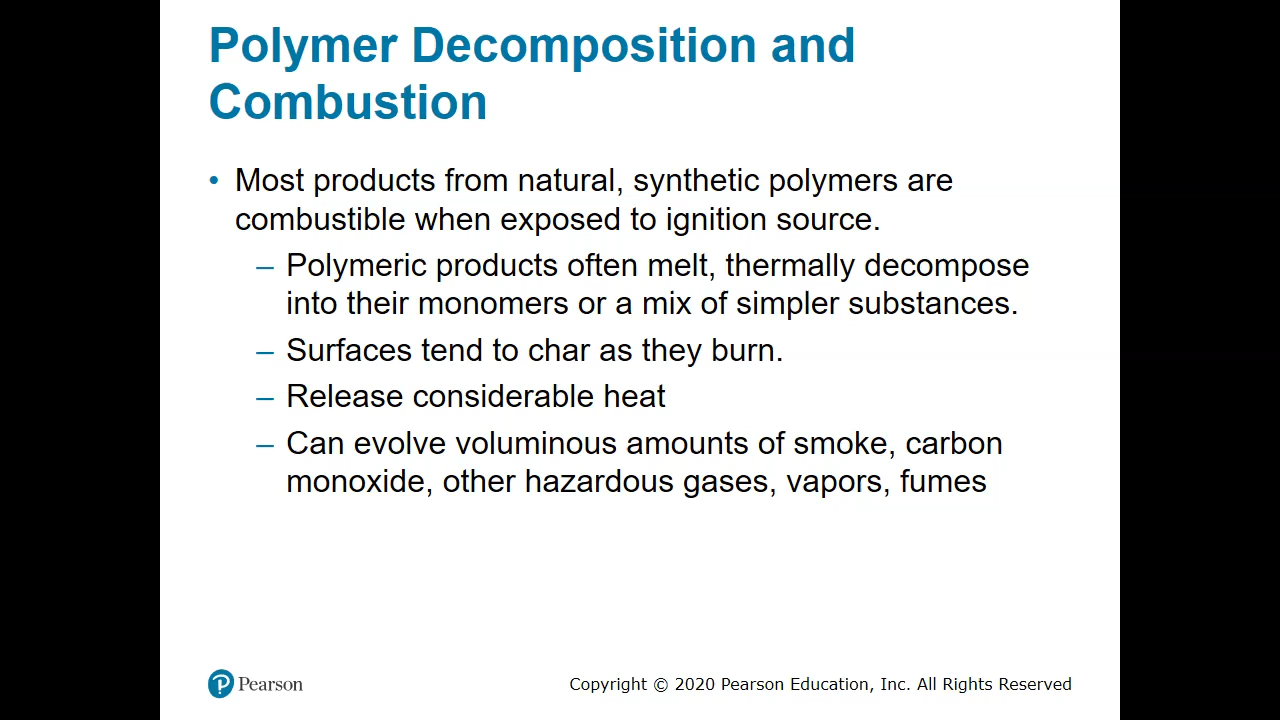 Polymer Decomposition and
Combustion
• Most products from natural, synthetic polymers are
combustible when exposed to ignition source.
– Polymeric products often melt, thermally decompose
into their monomers or a mix of simpler substances.
– Surfaces tend to char as they burn.
– Release considerable heat
– Can evolve voluminous amounts of smoke, carbon
monoxide, other hazardous gases, vapors, fumes
Pearson
Copyright © 2020 Pearson Education, Inc. All Rights Reserved